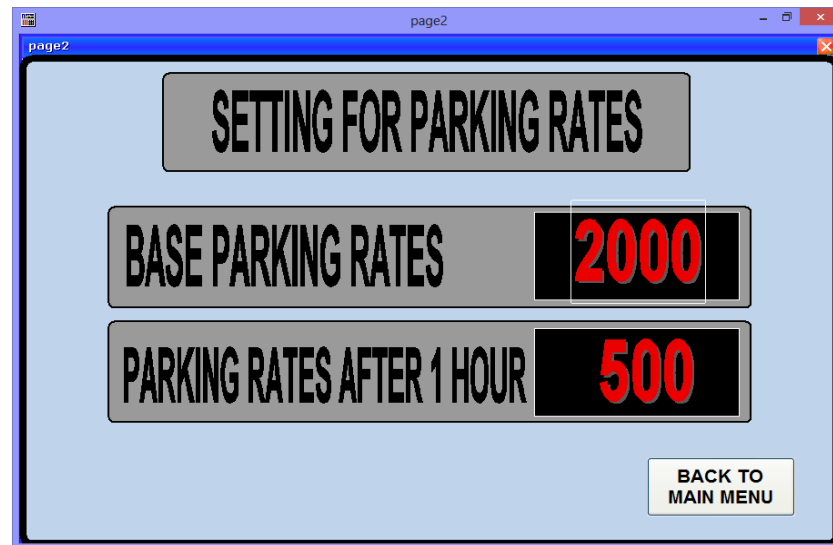 page2
page2
SETTING FOR PARKING RATES
BASE PARKING RATES 2000
PARKING RATES AFTER 1 HOUR 500
BACK TO
MAIN MENU